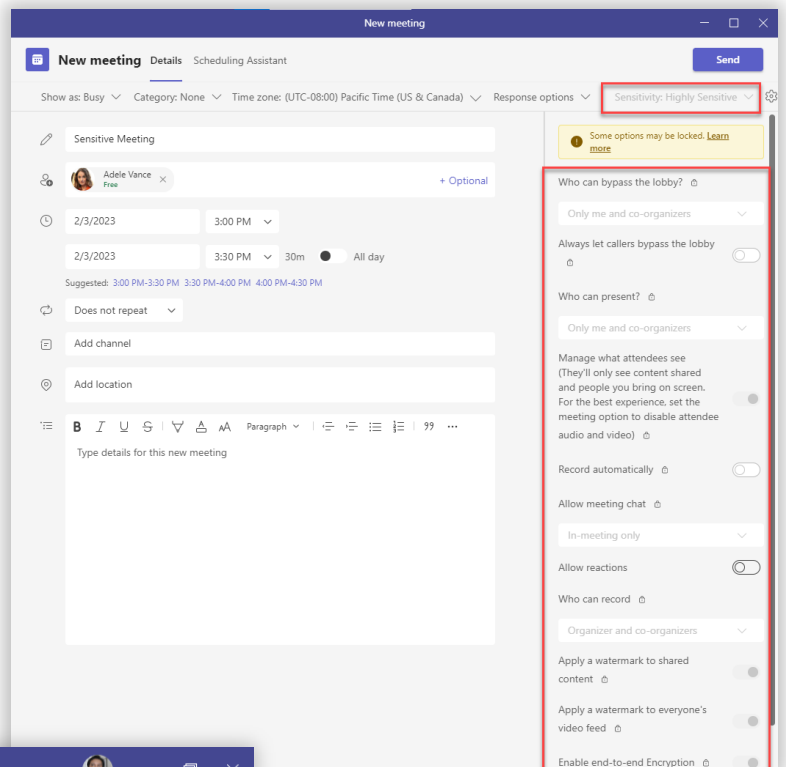 New meeting
New meeting Details Scheduling Assistant Send
Show as: Busy Category: None Time zone: (UTC-08:00) Pacific Time (US & Canada) Response options Sensitivity: Highly Sensitive
Sensitive Meeting
Adele Vance
Free
+ Optional
2/3/2023 3:00 PM
2/3/2023 3:30 PM 30m All day
Suggested: 3:00 PM-3:30 PM 3:30 PM-4:00 PM 4:00 PM-4:30 PM
Does not repeat
Add channel
Add location
B I U S A AA Paragraph 99 ...
Type details for this new meeting
Some options may be locked. Learn
more
Who can bypass the lobby?
Only me and co-organizers
Always let callers bypass the lobby
Who can present?
Only me and co-organizers
Manage what attendees see
(They'll only see content shared
and people you bring on screen.
For the best experience, set the
meeting option to disable attendee
audio and video)
Record automatically
Allow meeting chat
In-meeting only
Allow reactions
Who can record
Organizer and co-organizers
Apply a watermark to shared
content
Apply a watermark to everyone's
video feed
Enable end-to-end Encryption